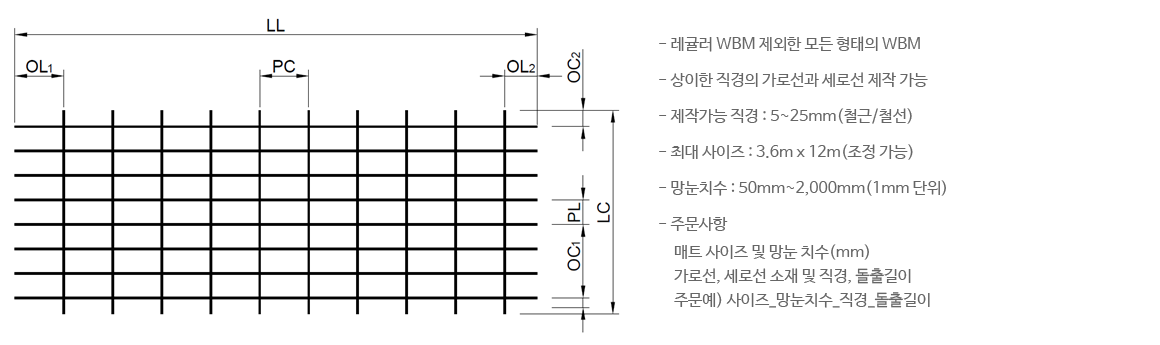 LL
OL1
PC
OL2
OC2
PL
LC
OC1
- 레귤러 WBM 제외한 모든 형태의 WBM
- 상이한 직경의 가로선과 세로선 제작 가능
- 제작가능 직경 : 5~25mm(철근/철선)
- 최대 사이즈 : 3.6m x 12m(조정 가능)
- 망눈치수 : 50mm~2,000mm(1mm 단위)
- 주문사항
매트 사이즈 및 망눈 치수(mm)
가로선, 세로선 소재 및 직경, 돌출길이
주문예) 사이즈_망눈치수_직경_돌출길이